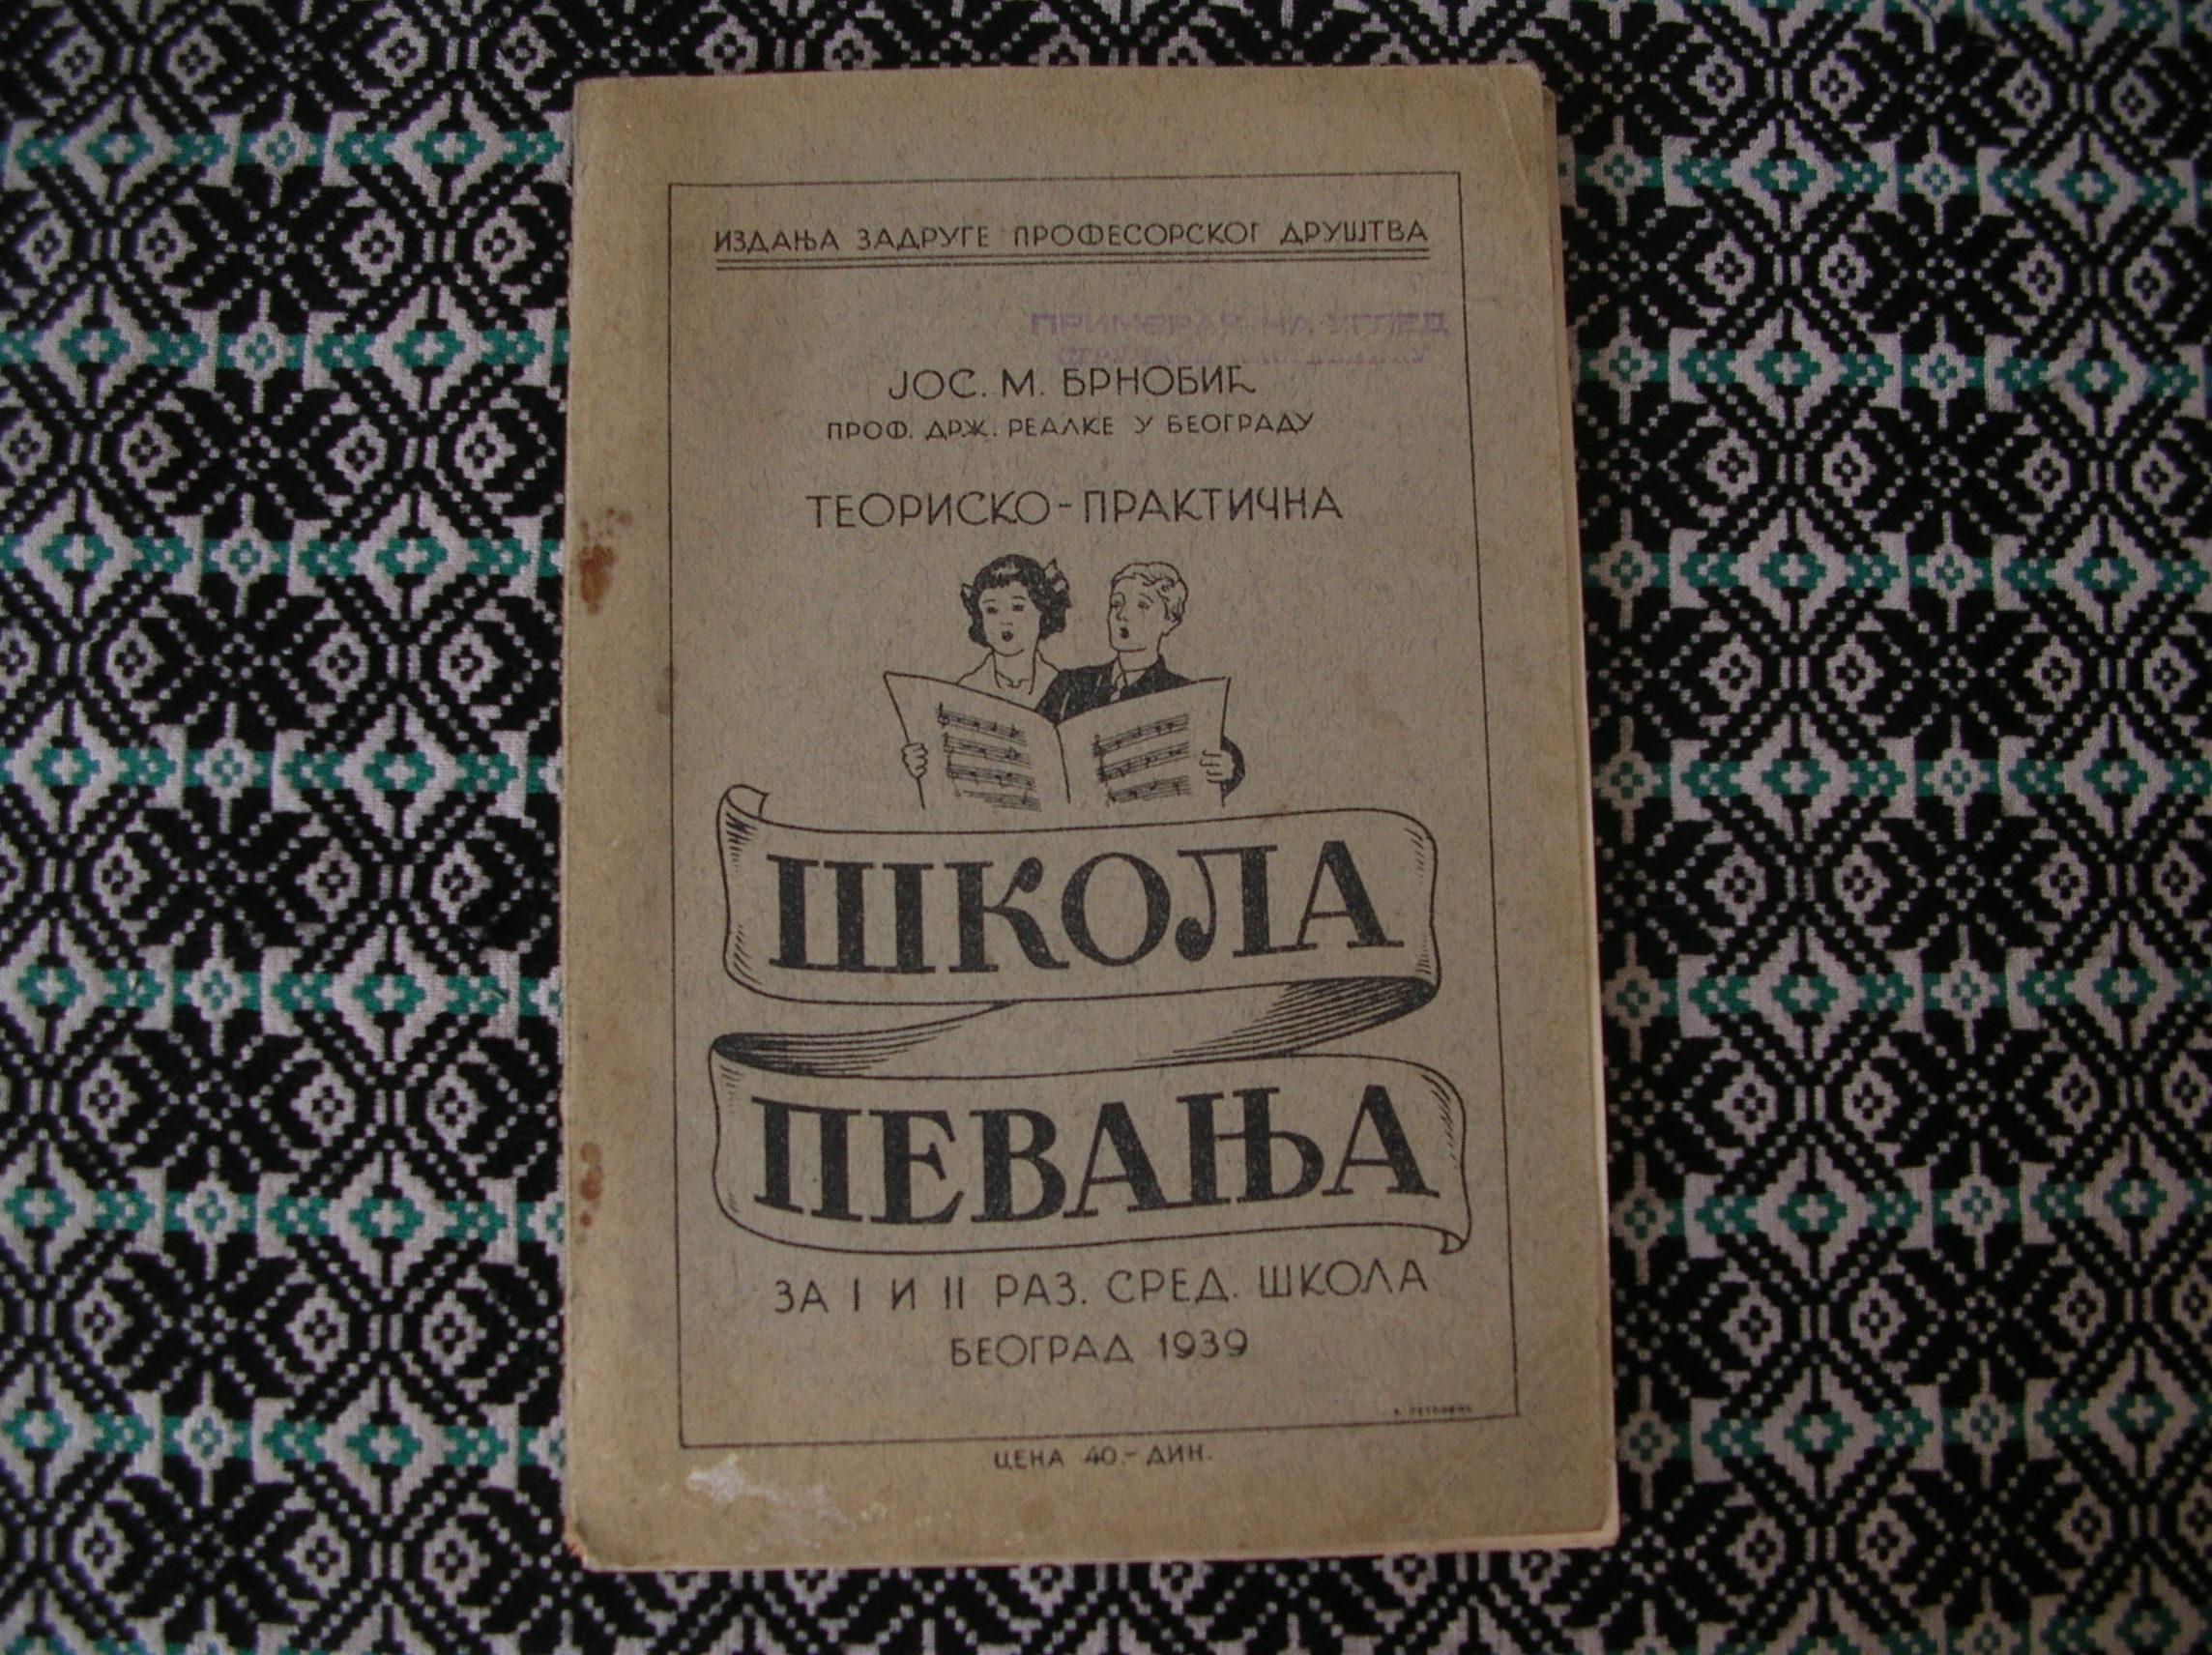 ИЗДАЊА ЗАДРУГЕ ПРОФЕСОРСКОГ ДРУШТВА
ПРИМЕРАК НА УГЛЕД
ЈОС. М. БРНОБИЋ
ПРОФ. ДРЖ. РЕАЛКЕ У БЕОГРАДУ
ТЕОРИСКО-ПРАКТИЧНА
ШКОЛА
ПЕВАЊА
ЗА I И II РАЗ. СРЕД. ШКОЛА
БЕОГРАД 1939
ЦЕНА 40.- ДИН.